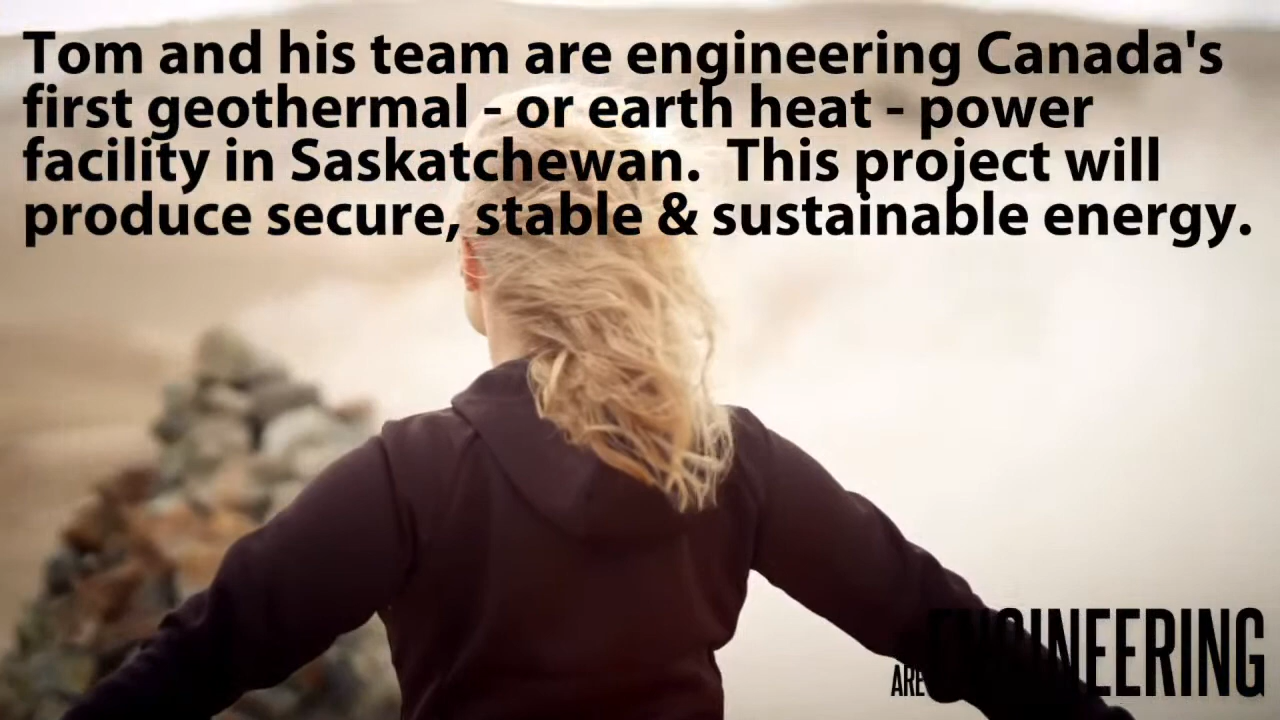 Tom and his team are engineering Canada's
first geothermal - or earth heat - power
facility in Saskatchewan. This project will
produce secure, stable & sustainable energy.
ARE ENGINEERING